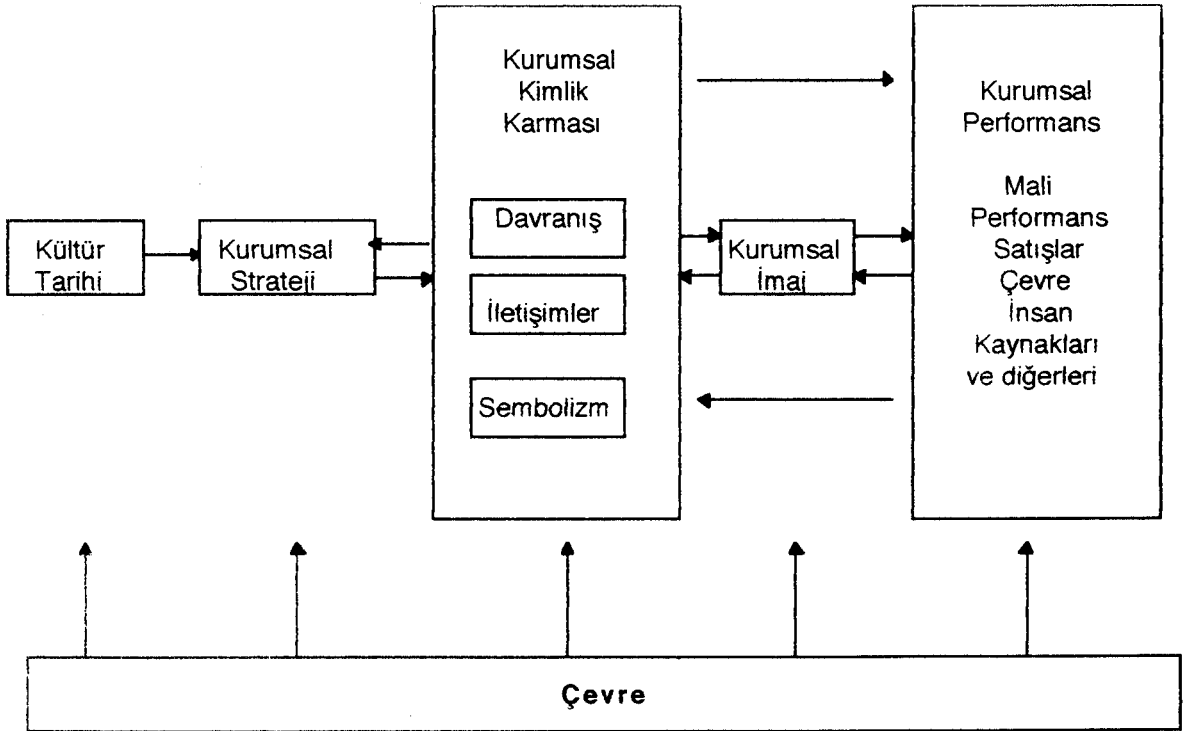 Kültür
Tarihi
Kurumsal
Strateji
Kurumsal
Kimlik
Karması
Davranış
İletişimler
Sembolizm
Kurumsal
İmaj
Kurumsal
Performans
Mali
Performans
Satışlar
Çevre
İnsan
Kaynakları
ve diğerleri
Çevre